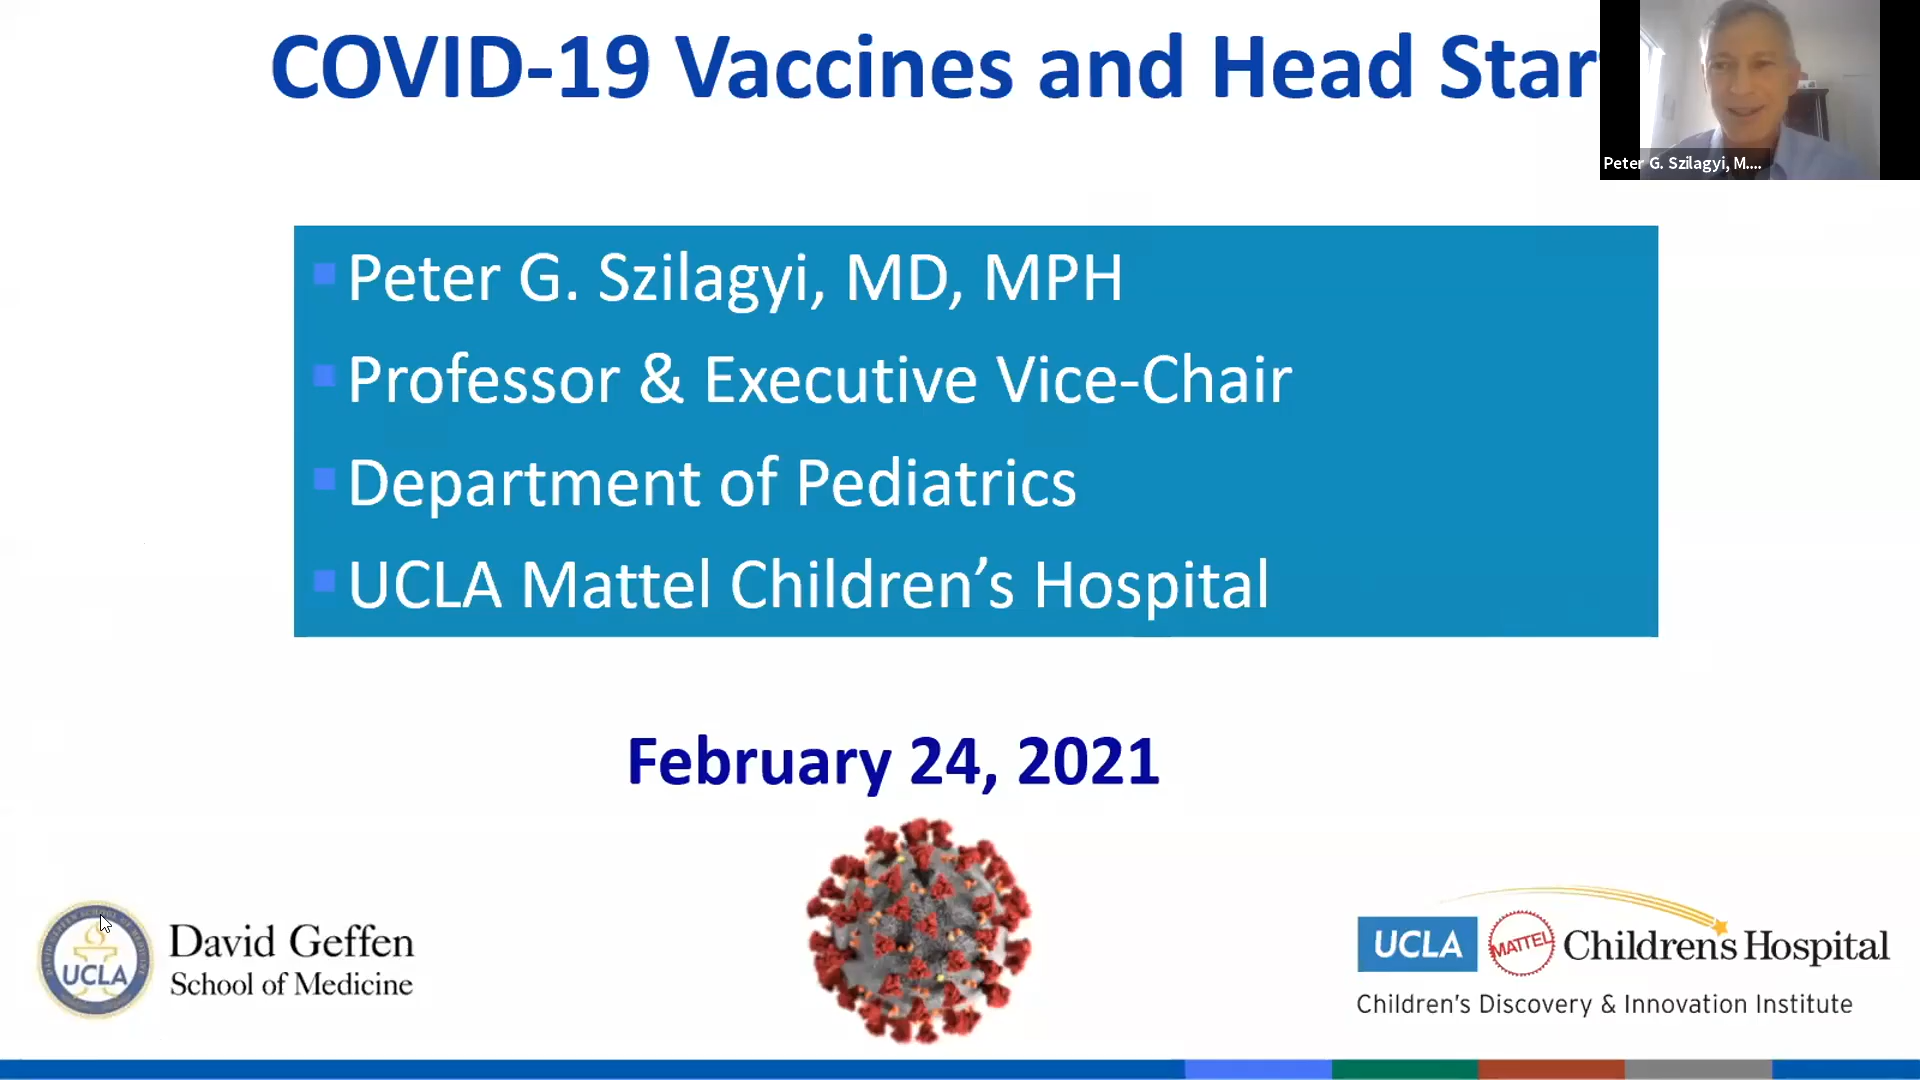 COVID-19 Vaccines and Head Star
Peter G. Szilagyi, M....
Peter G. Szilagyi, MD, MPH
Professor & Executive Vice-Chair
Department of Pediatrics
UCLA Mattel Children’s Hospital
February 24, 2021
UCLA
David Geffen
School of Medicine
UCLA MATTEL Children's Hospital
Children’s Discovery & Innovation Institute